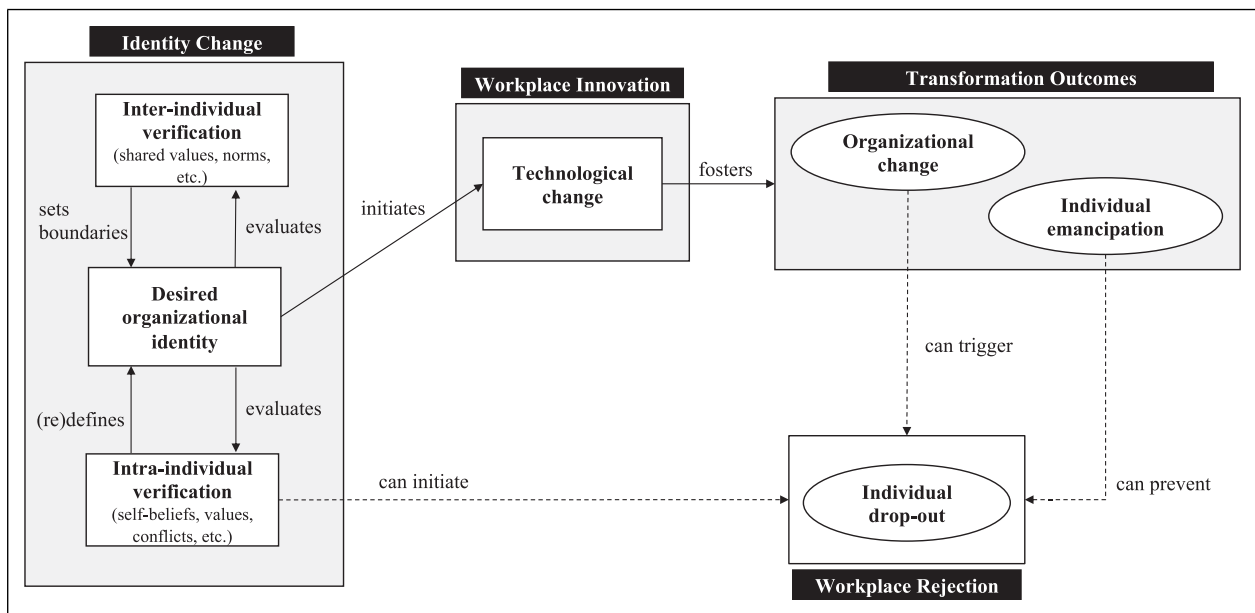 Identity Change
Inter-individual
verification
(shared values, norms,
etc.)
sets
boundaries
evaluates
Desired
organizational
identity
(re)defines
evaluates
Intra-individual
verification
(self-beliefs, values,
conflicts, etc.)
initiates
Workplace Innovation
Technological
change
fosters
Transformation Outcomes
Organizational
change
Individual
emancipation
can trigger
can initiate
can prevent
Individual
drop-out
Workplace Rejection